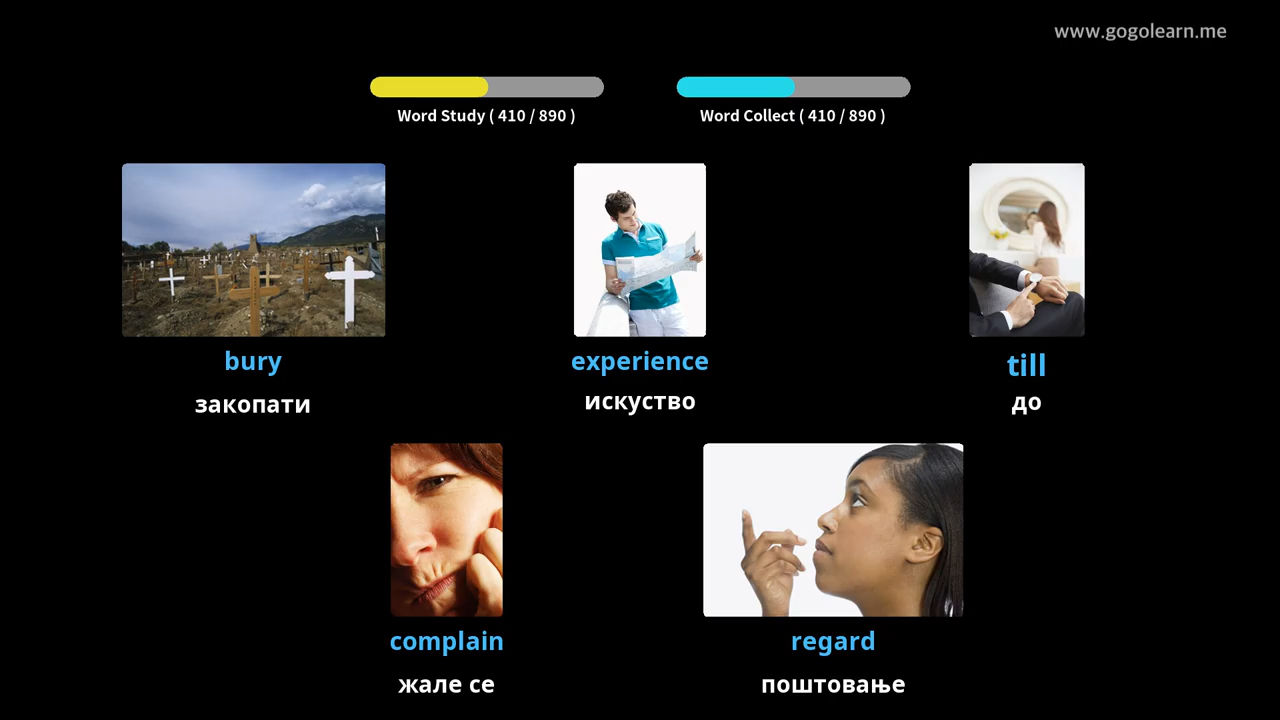 www.gogolearn.me
Word Study ( 410 / 890 )
Word Collect ( 410 / 890 )
bury
закопати
experience
искуство
till
до
complain
жале се
regard
поштовање